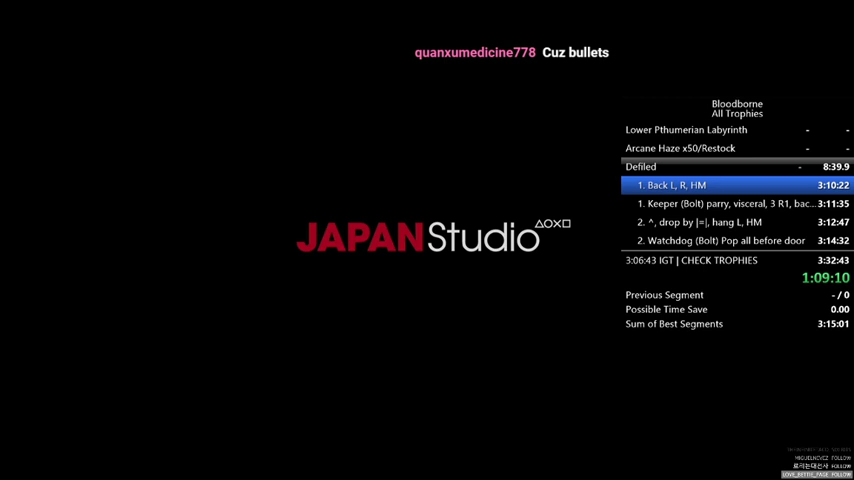 quanxumedicine778 Cuz bullets
Bloodborne
All Trophies
Lower Pthumerian Labyrinth - -
Arcane Haze x50/Restock - -
Defiled - 8:39.9
1. Back L, R, HM 3:10:22
1. Keeper (Bolt) parry, visceral, 3 R1, bac... 3:11:35
JAPANStudio △○✕□
2. ^, drop by |=|, hang L, HM 3:12:47
2. Watchdog (Bolt) Pop all before door 3:14:32
3:06:43 IGT | CHECK TROPHIES 3:32:43
1:09:10
Previous Segment - / 0
Possible Time Save 0.00
Sum of Best Segments 3:15:01
LOVE_BETTIE_PAGE FOLLOW